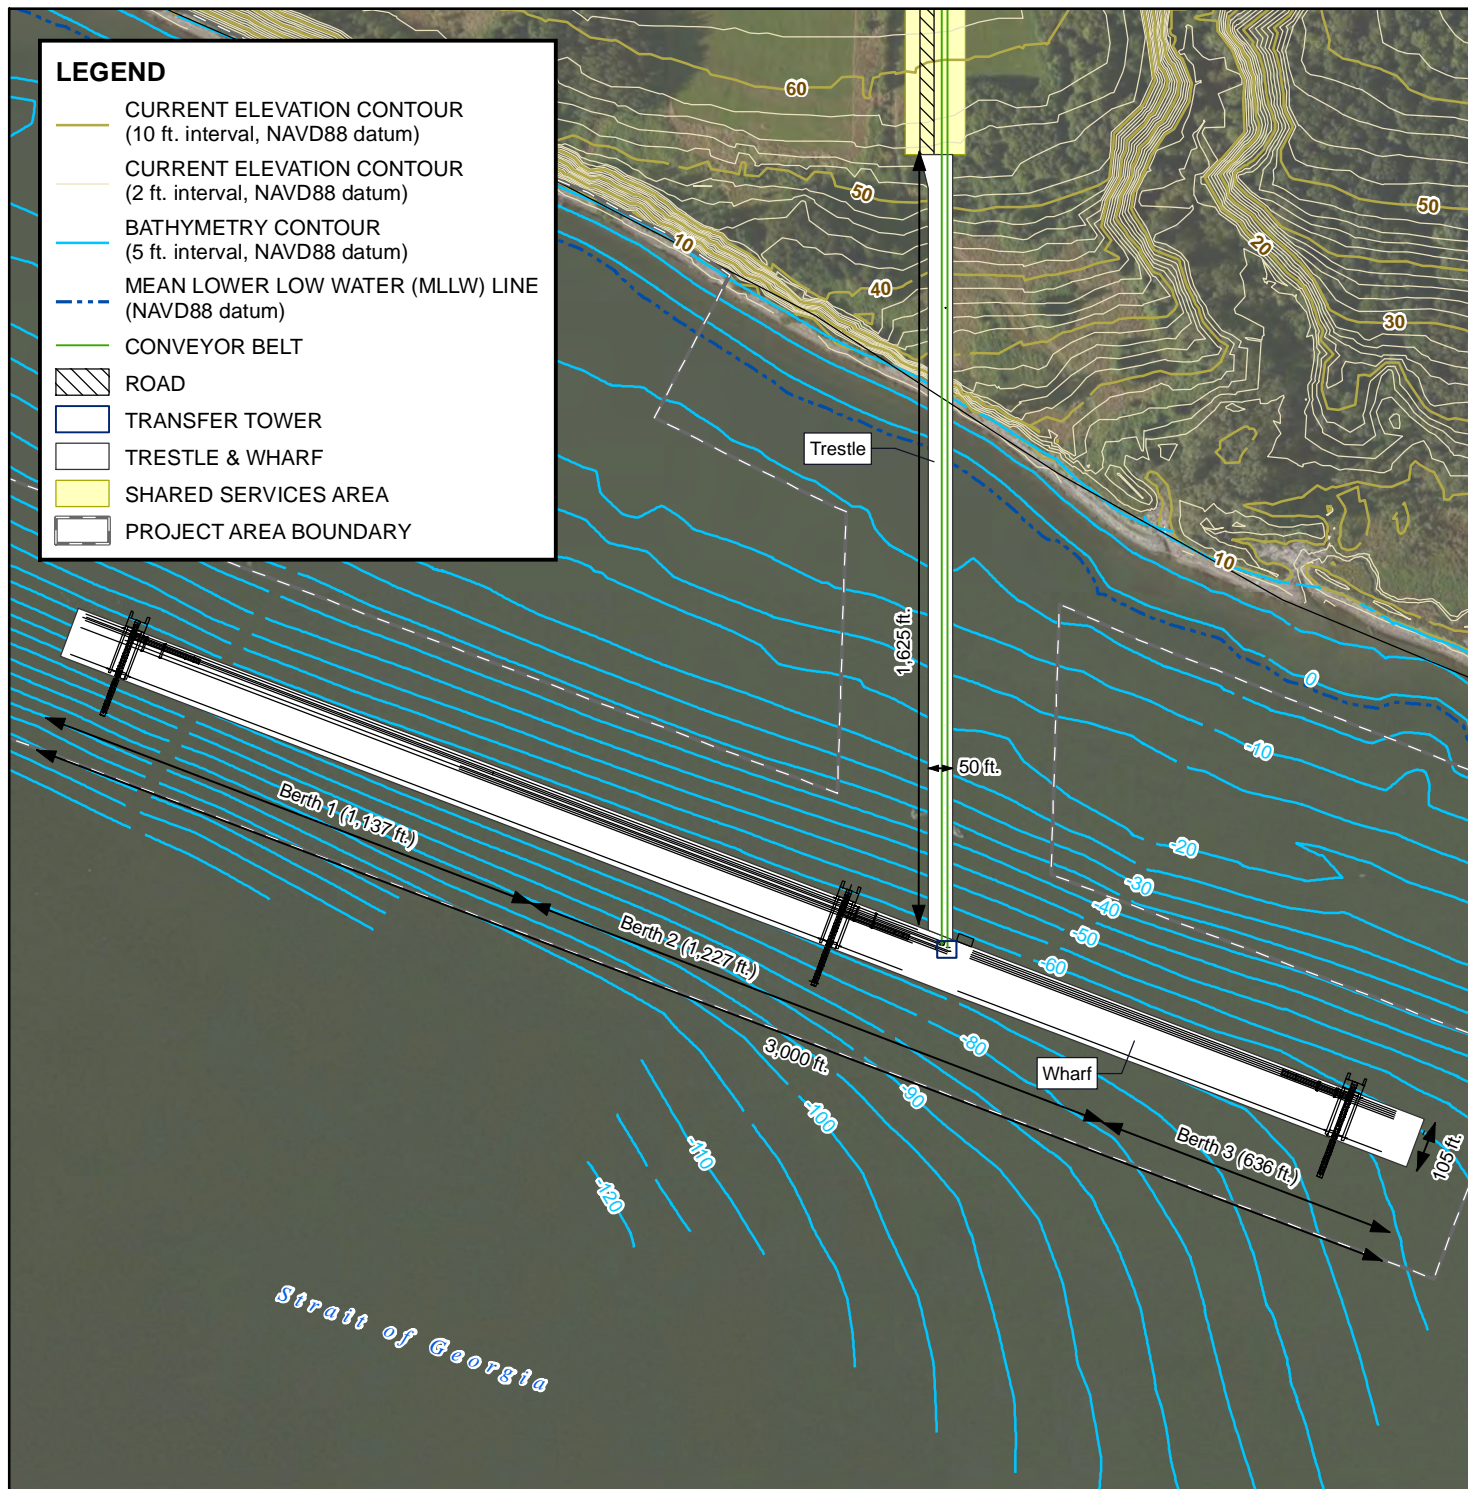 LEGEND
CURRENT ELEVATION CONTOUR
(10 ft. interval, NAVD88 datum)
CURRENT ELEVATION CONTOUR
(2 ft. interval, NAVD88 datum)
BATHYMETRY CONTOUR
(5 ft. interval, NAVD88 datum)
MEAN LOWER LOW WATER (MLLW) LINE
(NAVD88 datum)
CONVEYOR BELT
ROAD
TRANSFER TOWER
TRESTLE & WHARF
SHARED SERVICES AREA
PROJECT AREA BOUNDARY
60
50
50
10
20
40
30
Trestle
10
1,625 ft.
0
-10
50 ft.
Berth 1 (1,137 ft.)
-20
-30
-40
-50
Berth 2 (1,227 ft.)
-60
-80
3,000 ft.
Wharf
-90
-100
-110
Berth 3 (636 ft.)
105 ft.
-120
Strait of Georgia